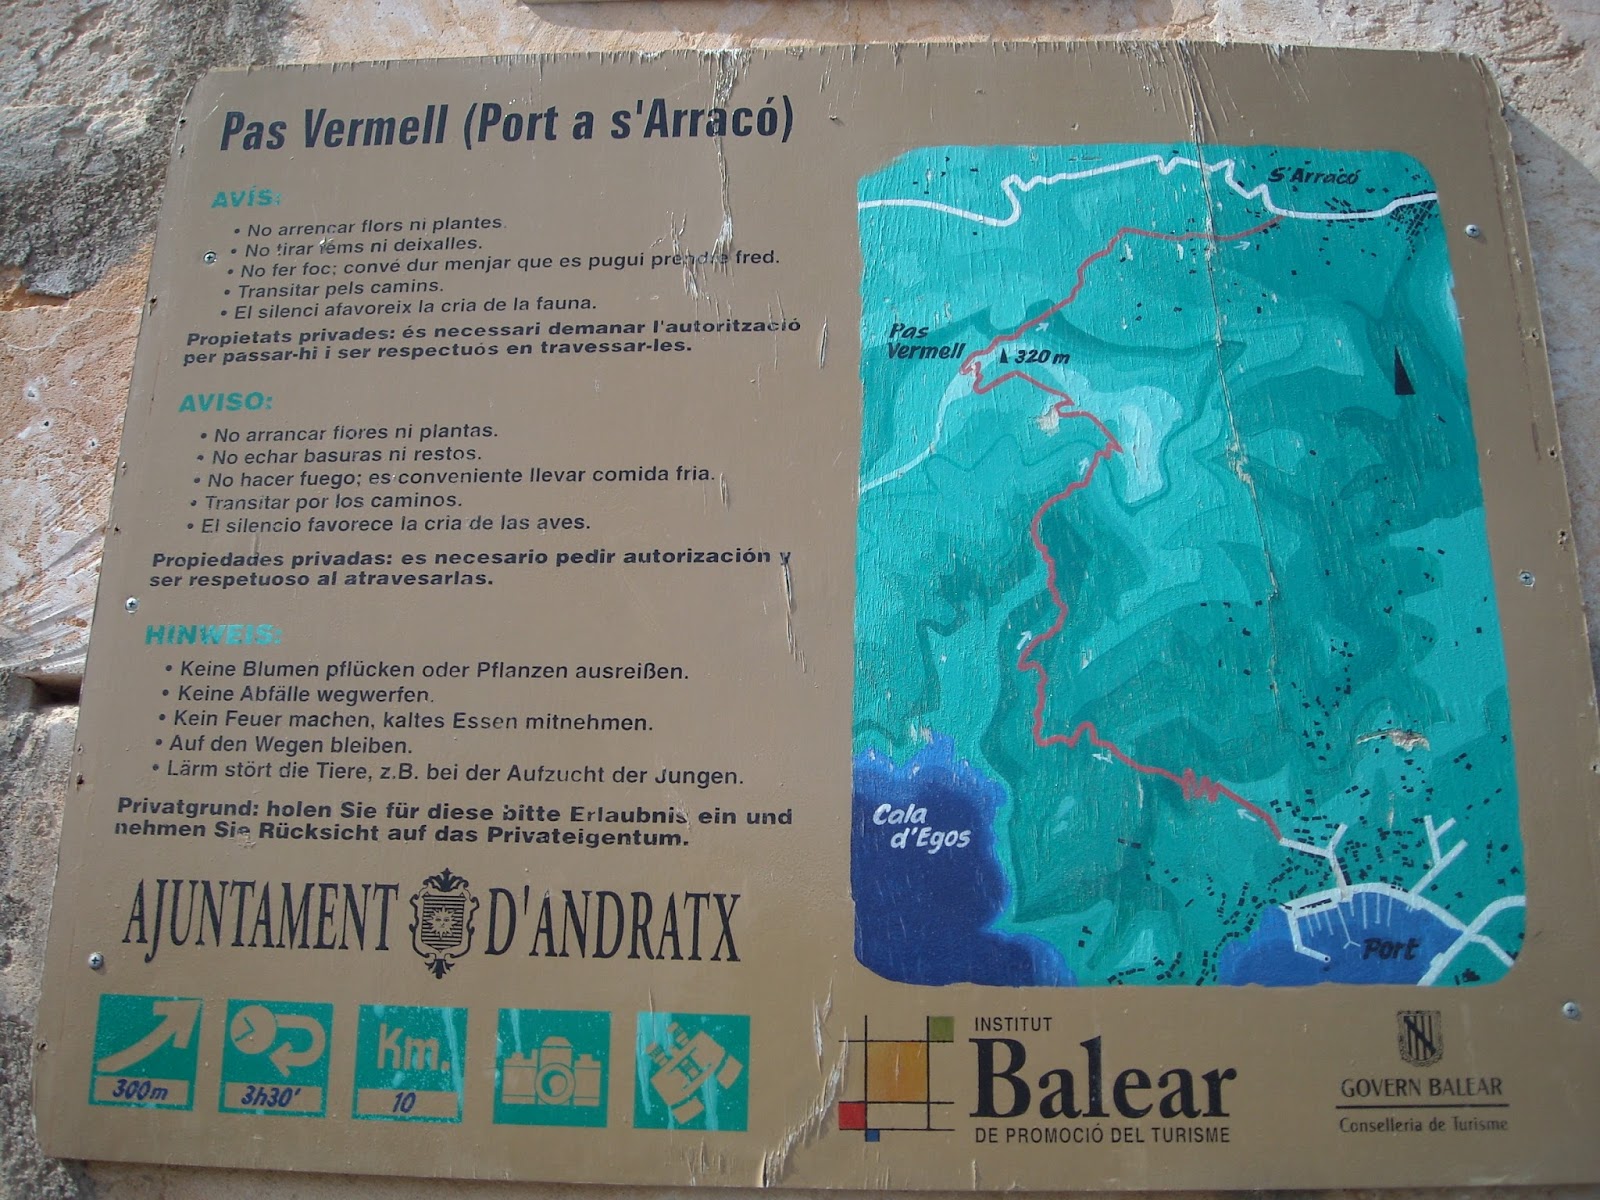 Pas Vermell (Port a s'Arracó)
AVÍS:
• No arrencar flors ni plantes.
• No tirar fems ni deixalles.
• No fer foc; convé dur menjar que es pugui prendre fred.
• Transitar pels camins.
• El silenci afavoreix la cria de la fauna.
Propietats privades: és necessari demanar l'autorització
per passar-hi i ser respectuós en travessar-les.
AVISO:
• No arrancar flores ni plantas.
• No echar basuras ni restos.
• No hacer fuego; es conveniente llevar comida fria.
• Transitar por los caminos.
• El silencio favorece la cria de las aves.
Propiedades privadas: es necesario pedir autorización y
ser respetuoso al atravesarlas.
HINWEIS:
• Keine Blumen pflücken oder Pflanzen ausreißen.
• Keine Abfälle wegwerfen.
• Kein Feuer machen, kaltes Essen mitnehmen.
• Auf den Wegen bleiben.
• Lärm stört die Tiere, z.B. bei der Aufzucht der Jungen.
Privatgrund: holen Sie für diese bitte Erlaubnis ein und
nehmen Sie Rücksicht auf das Privateigentum.
AJUNTAMENT D'ANDRATX
300m
3h30'
Km.
10
S'Arracó
Pas
Vermell
320m
Cala
d'Egos
Port
INSTITUT
Balear
DE PROMOCIÓ DEL TURISME
GOVERN BALEAR
Conselleria de Turisme